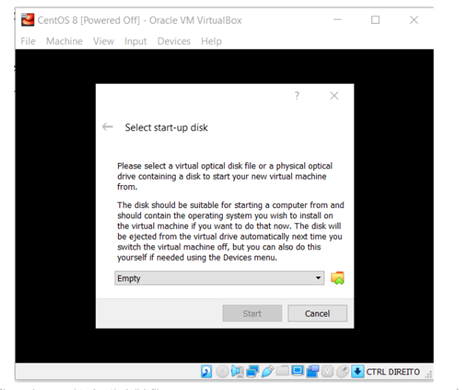 CentOS 8 [Powered Off] - Oracle VM VirtualBox
File Machine View Input Devices Help
?
Select start-up disk
Please select a virtual optical disk file or a physical optical
drive containing a disk to start your new virtual machine
from.
The disk should be suitable for starting a computer from and
should contain the operating system you wish to install on
the virtual machine if you want to do that now. The disk will
be ejected from the virtual drive automatically next time you
switch the virtual machine off, but you can also do this
yourself if needed using the Devices menu.
Empty
Start Cancel
CTRL DIREITO